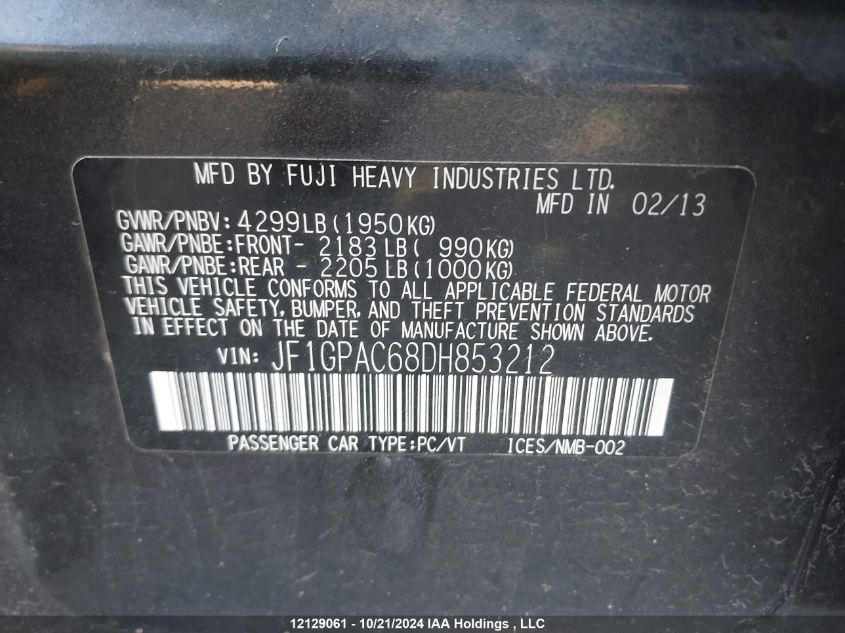 MFD BY FUJI HEAVY INDUSTRIES LTD.
MFD IN 02/13
GVWR/PNBV: 4299LB(1950KG)
GAWR/PNBE:FRONT- 2183LB( 990KG)
GAWR/PNBE:REAR - 2205LB(1000KG)
THIS VEHICLE CONFORMS TO ALL APPLICABLE FEDERAL MOTOR
VEHICLE SAFETY, BUMPER, AND THEFT PREVENTION STANDARDS
IN EFFECT ON THE DATE OF MANUFACTURE SHOWN ABOVE.
VIN: JF1GPAC68DH853212
PASSENGER CAR TYPE:PC/VT ICES/NMB-002
12129061 - 10/21/2024 IAA Holdings , LLC